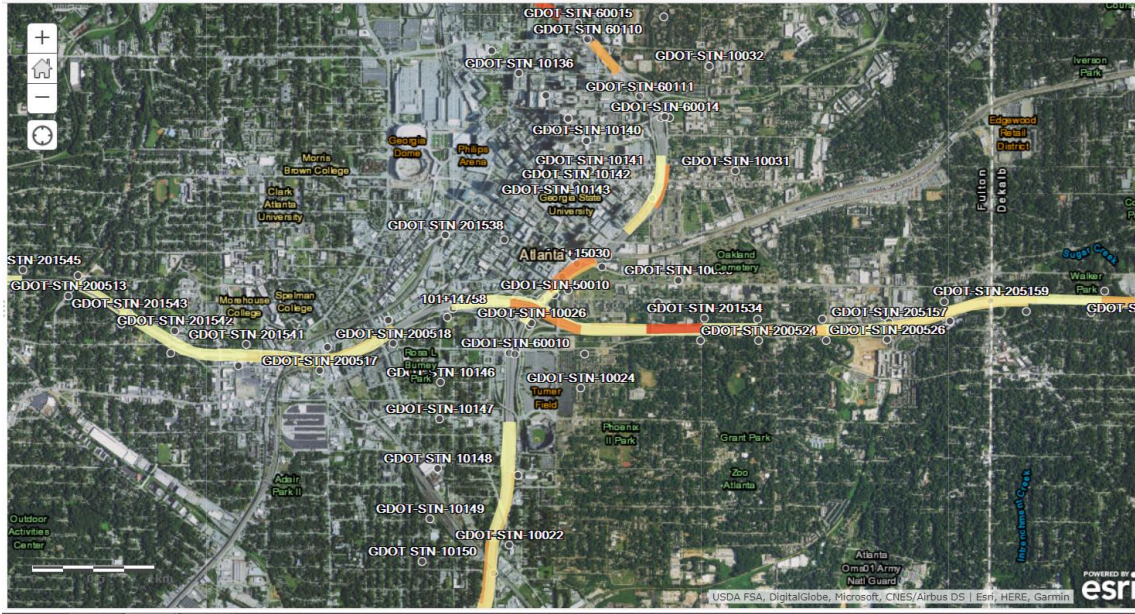 GDOT-STN-60015
GDOT-STN-60110
GDOT-STN-10032
GDOT-STN-10136
GDOT-STN-60111
GDOT-STN-60014
GDOT-STN-10140
GDOT-STN-10141
GDOT-STN-10031
GDOT-STN-10142
GDOT-STN-10143
Iverson
Park
Edgewood
Retail
District
Georgia
Dome
Philips
Arena
Morris
Brown College
Clark
Atlanta
University
Georgia State
University
Fulton
Dekalb
GDOT-STN-201538
Atlanta
+15030
Oakland
Cemetery
Sugar Creek
Walker
Park
STN-201545
GDOT-STN-200513
GDOT-STN-201543
GDOT-STN-201542
GDOT-STN-201541
Morehouse
College
Spelman
College
GDOT-STN-50010
101+14758
GDOT-STN-10026
GDOT-STN-201534
GDOT-STN-205159
GDOT-STN-205157
GDOT-STN-200518
GDOT-STN-200524
GDOT-STN-200526
GDOT-STN-200517
GDOT-STN-60010
Rosa L
Burney
Park
GDOT-STN-10146
GDOT-STN-10024
Turner
Field
GDOT-STN-10147
Phoenix
II Park
Grant Park
GDOT-STN-10148
Zoo
Atlanta
Adair
Park II
GDOT-STN-10149
Outdoor
Activities
Center
GDOT-STN-10022
GDOT-STN-10150
Intrenchment Creek
Atlanta
Oms01 Army
Natl Guard
POWERED BY
esri
USDA FSA, DigitalGlobe, Microsoft, CNES/Airbus DS | Esri, HERE, Garmin